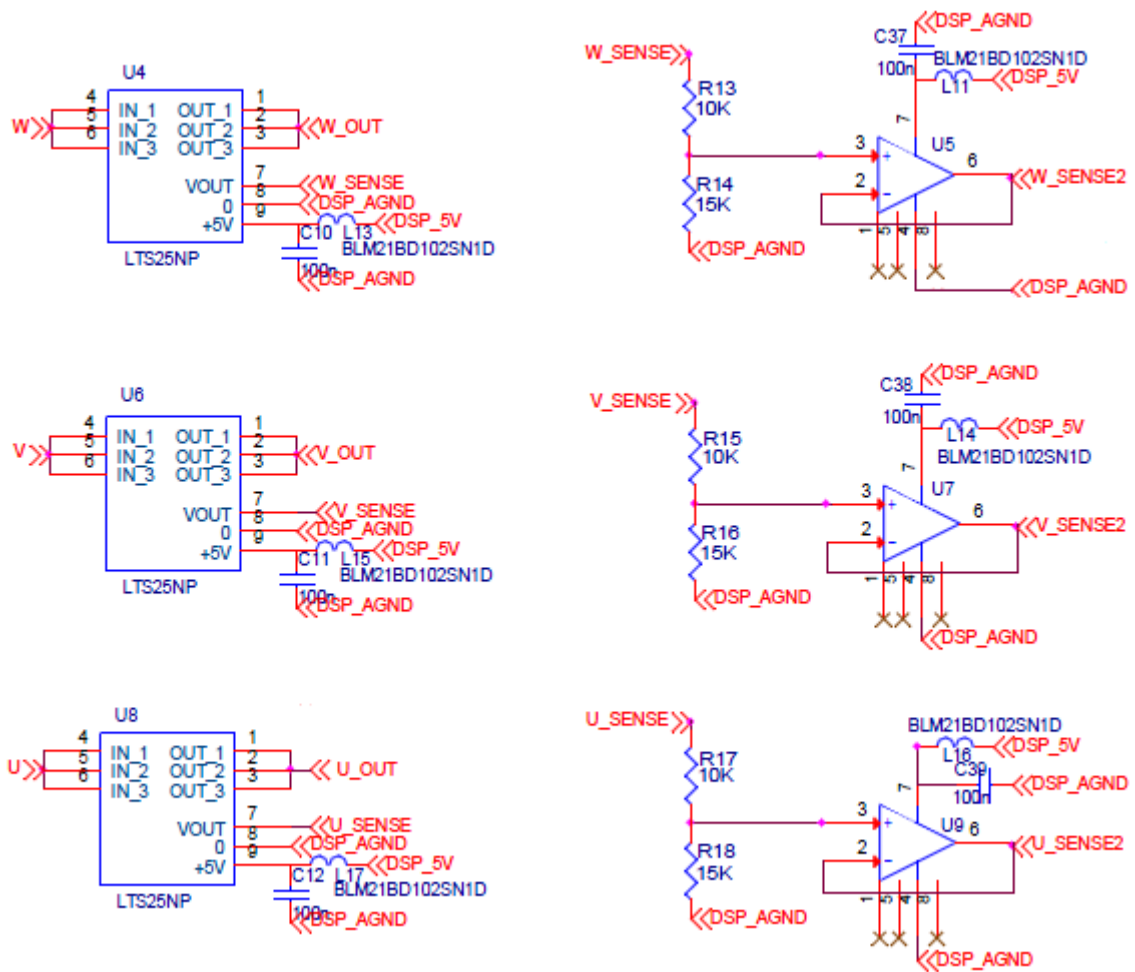 U4
4
5
6
W
IN_1
IN_2
IN_3
OUT_1
OUT_2
OUT_3
VOUT
0
+5V
1
2
3
7
8
9
W_OUT
W_SENSE
DSP_AGND
DSP_5V
C10
L13
BLM21BD102SN1D
100n
DSP_AGND
LTS25NP
W_SENSE
R13
10K
R14
15K
DSP_AGND
DSP_AGND
C37
100n
BLM21BD102SN1D
L11
DSP_5V
7
U5
3
+
2
-
6
W_SENSE2
1
5
4
8
DSP_AGND
U6
4
5
6
V
IN_1
IN_2
IN_3
OUT_1
OUT_2
OUT_3
VOUT
0
+5V
1
2
3
7
8
9
V_OUT
V_SENSE
DSP_AGND
DSP_5V
C11
L15
BLM21BD102SN1D
100n
DSP_AGND
LTS25NP
V_SENSE
R15
10K
R16
15K
DSP_AGND
DSP_AGND
C38
100n
L14
DSP_5V
BLM21BD102SN1D
7
U7
3
+
2
-
6
V_SENSE2
1
5
4
8
DSP_AGND
U8
4
5
6
U
IN_1
IN_2
IN_3
OUT_1
OUT_2
OUT_3
VOUT
0
+5V
1
2
3
7
8
9
U_OUT
U_SENSE
DSP_AGND
DSP_5V
C12
L17
BLM21BD102SN1D
100n
DSP_AGND
LTS25NP
U_SENSE
R17
10K
R18
15K
DSP_AGND
BLM21BD102SN1D
L16
DSP_5V
C39
100n
DSP_AGND
7
U9
3
+
2
-
6
U_SENSE2
1
5
4
8
DSP_AGND